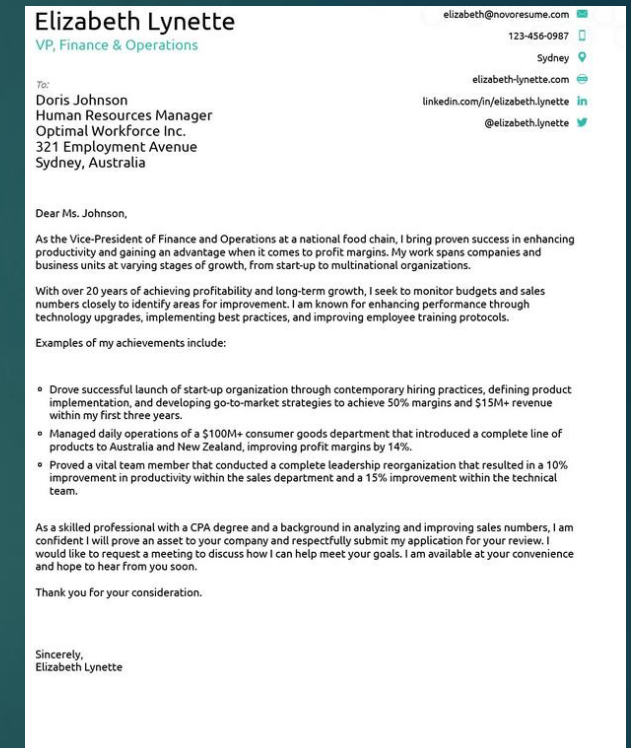 Elizabeth Lynette
VP, Finance & Operations
elizabeth@novoresume.com
123-456-0987
Sydney
elizabeth-lynette.com
linkedin.com/in/elizabeth.lynette
@elizabeth.lynette
To:
Doris Johnson
Human Resources Manager
Optimal Workforce Inc.
321 Employment Avenue
Sydney, Australia
Dear Ms. Johnson,
As the Vice-President of Finance and Operations at a national food chain, I bring proven success in enhancing
productivity and gaining an advantage when it comes to profit margins. My work spans companies and
business units at varying stages of growth, from start-up to multinational organizations.
With over 20 years of achieving profitability and long-term growth, I seek to monitor budgets and sales
numbers closely to identify areas for improvement. I am known for enhancing performance through
technology upgrades, implementing best practices, and improving employee training protocols.
Examples of my achievements include:
Drove successful launch of start-up organization through contemporary hiring practices, defining product
implementation, and developing go-to-market strategies to achieve 50% margins and $15M+ revenue
within my first three years.
Managed daily operations of a $100M+ consumer goods department that introduced a complete line of
products to Australia and New Zealand, improving profit margins by 14%.
Proved a vital team member that conducted a complete leadership reorganization that resulted in a 10%
improvement in productivity within the sales department and a 15% improvement within the technical
team.
As a skilled professional with a CPA degree and a background in analyzing and improving sales numbers, I am
confident I will prove an asset to your company and respectfully submit my application for your review. I
would like to request a meeting to discuss how I can help meet your goals. I am available at your convenience
and hope to hear from you soon.
Thank you for your consideration.
Sincerely,
Elizabeth Lynette